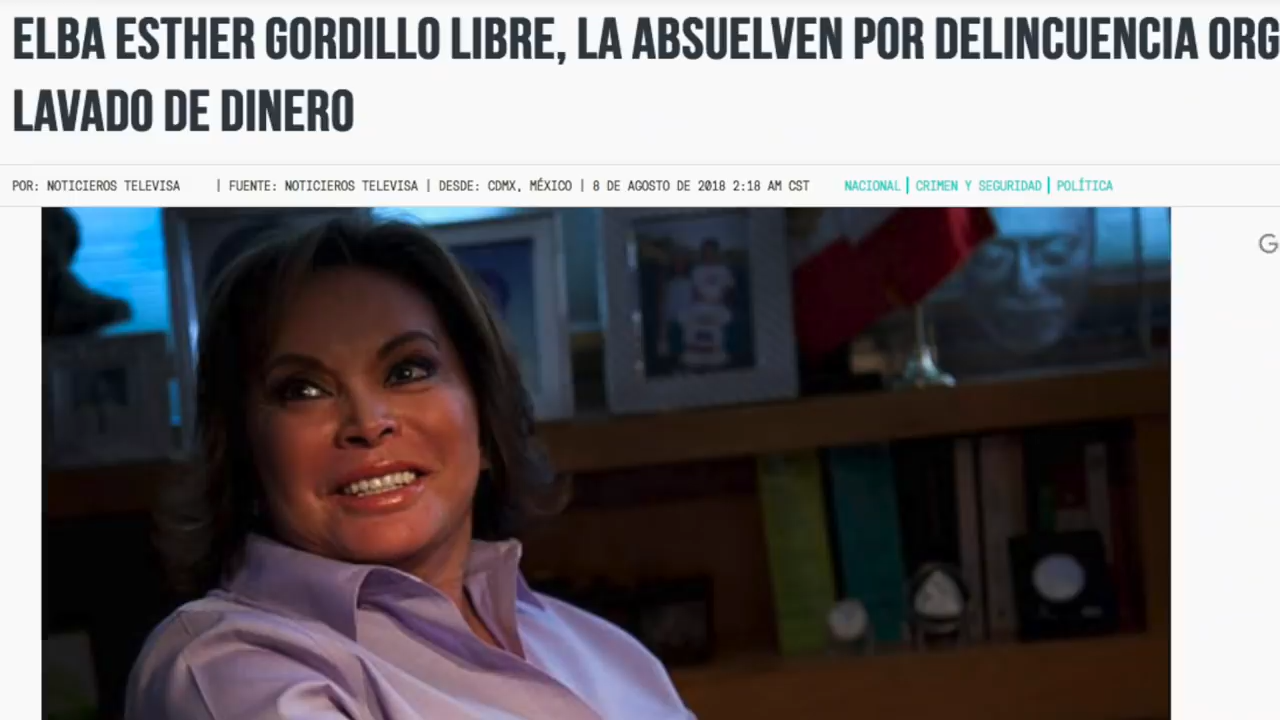 ELBA ESTHER GORDILLO LIBRE, LA ABSUELVEN POR DELINCUENCIA ORG
LAVADO DE DINERO
POR: NOTICIEROS TELEVISA | FUENTE: NOTICIEROS TELEVISA | DESDE: CDMX, MÉXICO | 8 DE AGOSTO DE 2018 2:18 AM CST NACIONAL | CRIMEN Y SEGURIDAD | POLÍTICA
G